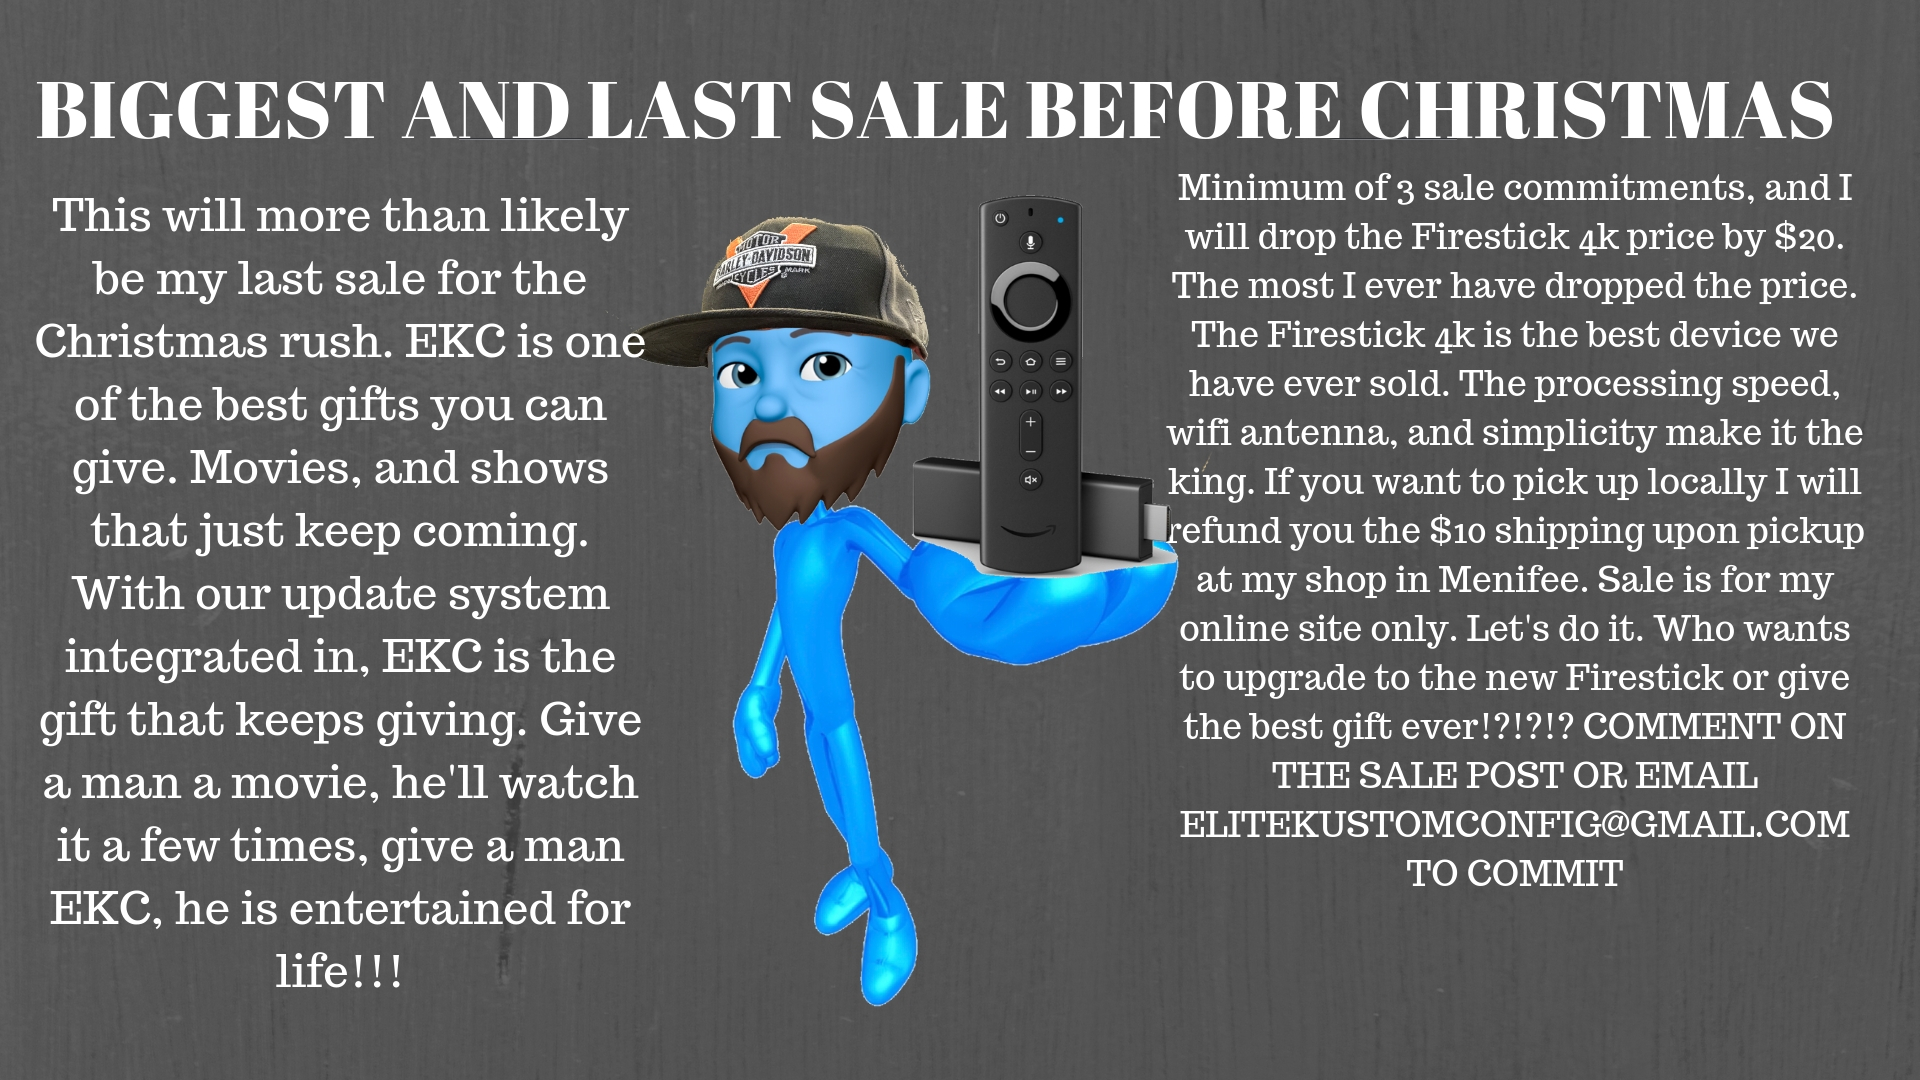 BIGGEST AND LAST SALE BEFORE CHRISTMAS
This will more than likely
be my last sale for the
Christmas rush. EKC is one
of the best gifts you can
give. Movies, and shows
that just keep coming.
With our update system
integrated in, EKC is the
gift that keeps giving. Give
a man a movie, he'll watch
it a few times, give a man
EKC, he is entertained for
life!!!
MOTOR
HARLEY-DAVIDSON
CYCLES
Minimum of 3 sale commitments, and I
will drop the Firestick 4k price by $20.
The most I ever have dropped the price.
The Firestick 4k is the best device we
have ever sold. The processing speed,
wifi antenna, and simplicity make it the
king. If you want to pick up locally I will
refund you the $10 shipping upon pickup
at my shop in Menifee. Sale is for my
online site only. Let's do it. Who wants
to upgrade to the new Firestick or give
the best gift ever!?!?!? COMMENT ON
THE SALE POST OR EMAIL
ELITEKUSTOMCONFIG@GMAIL.COM
TO COMMIT